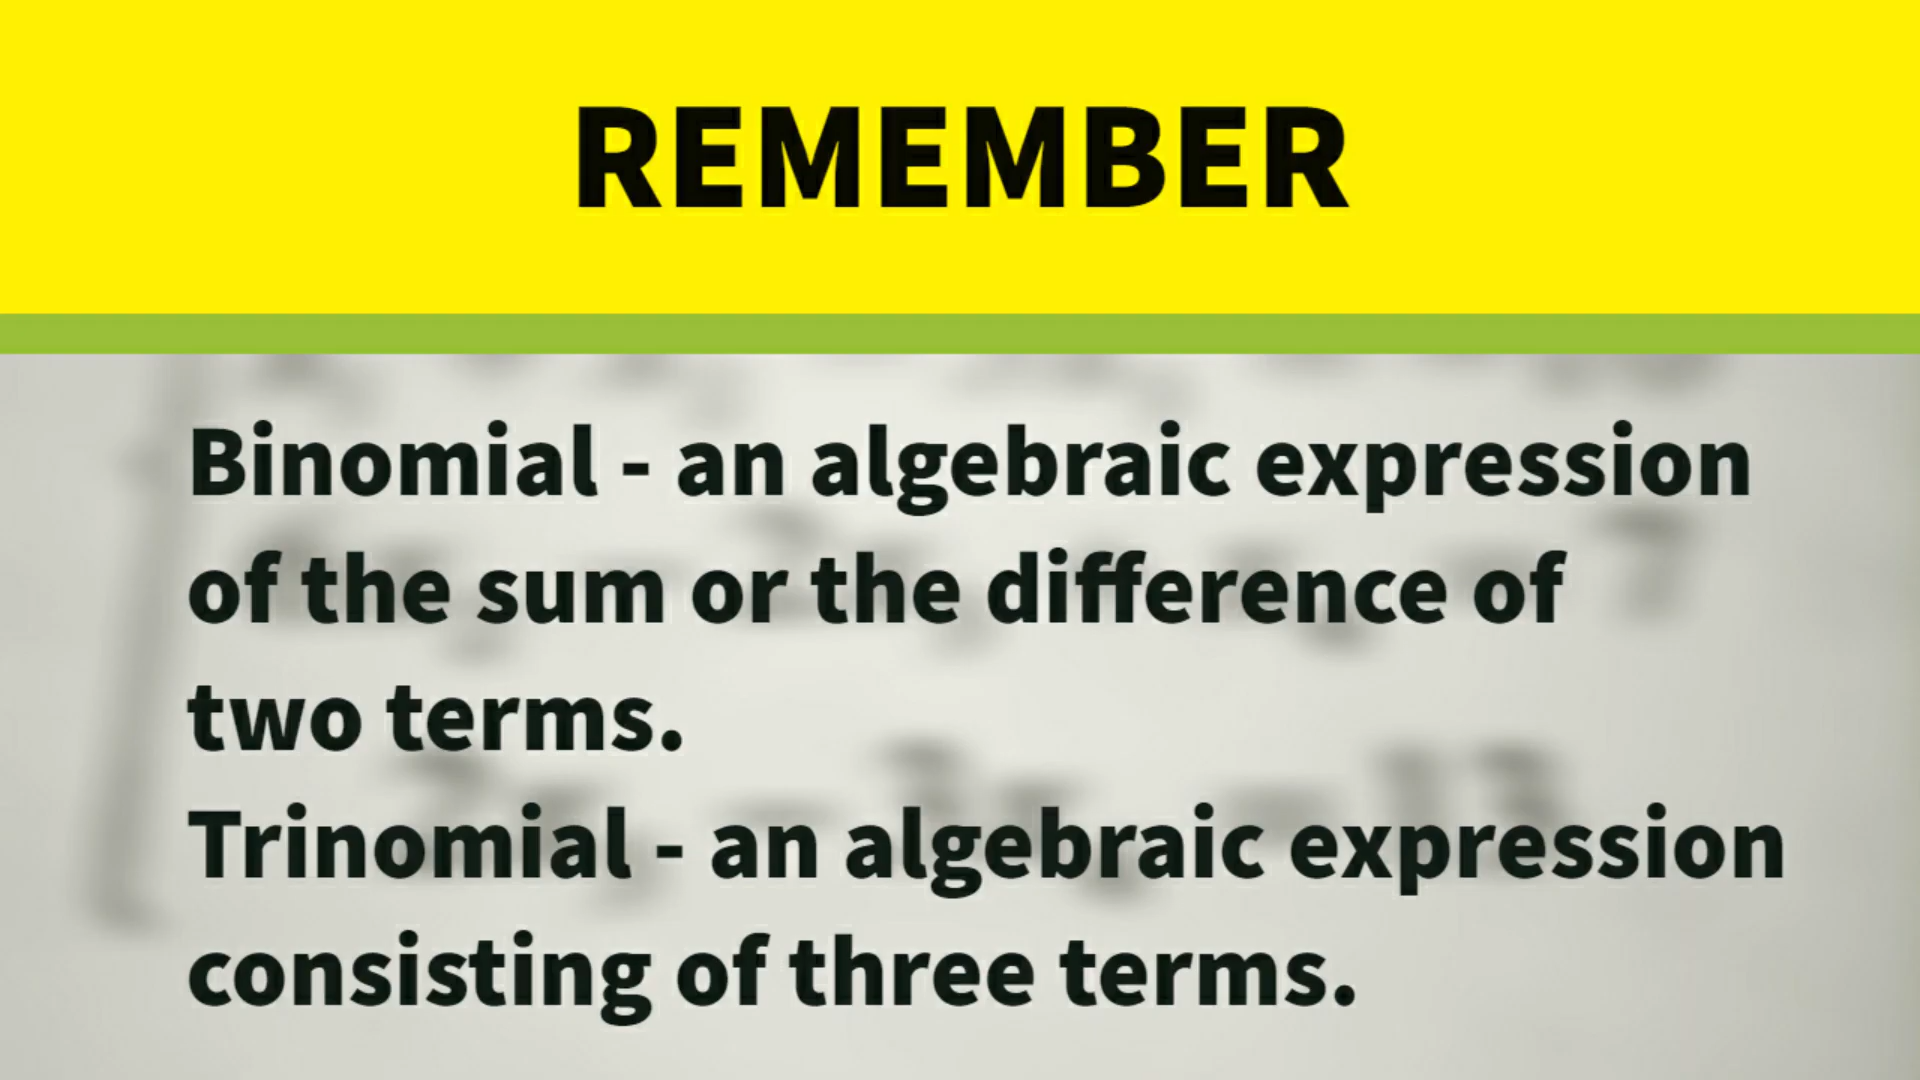 REMEMBER
Binomial - an algebraic expression
of the sum or the difference of
two terms.
Trinomial - an algebraic expression
consisting of three terms.